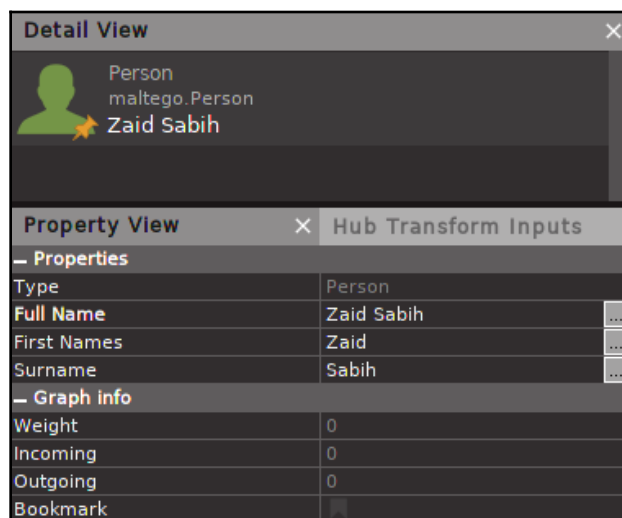 Detail View
Person
maltego.Person
Zaid Sabih
Property View Hub Transform Inputs
Properties
Type Person
Full Name Zaid Sabih ...
First Names Zaid ...
Surname Sabih ...
Graph info
Weight 0
Incoming 0
Outgoing 0
Bookmark